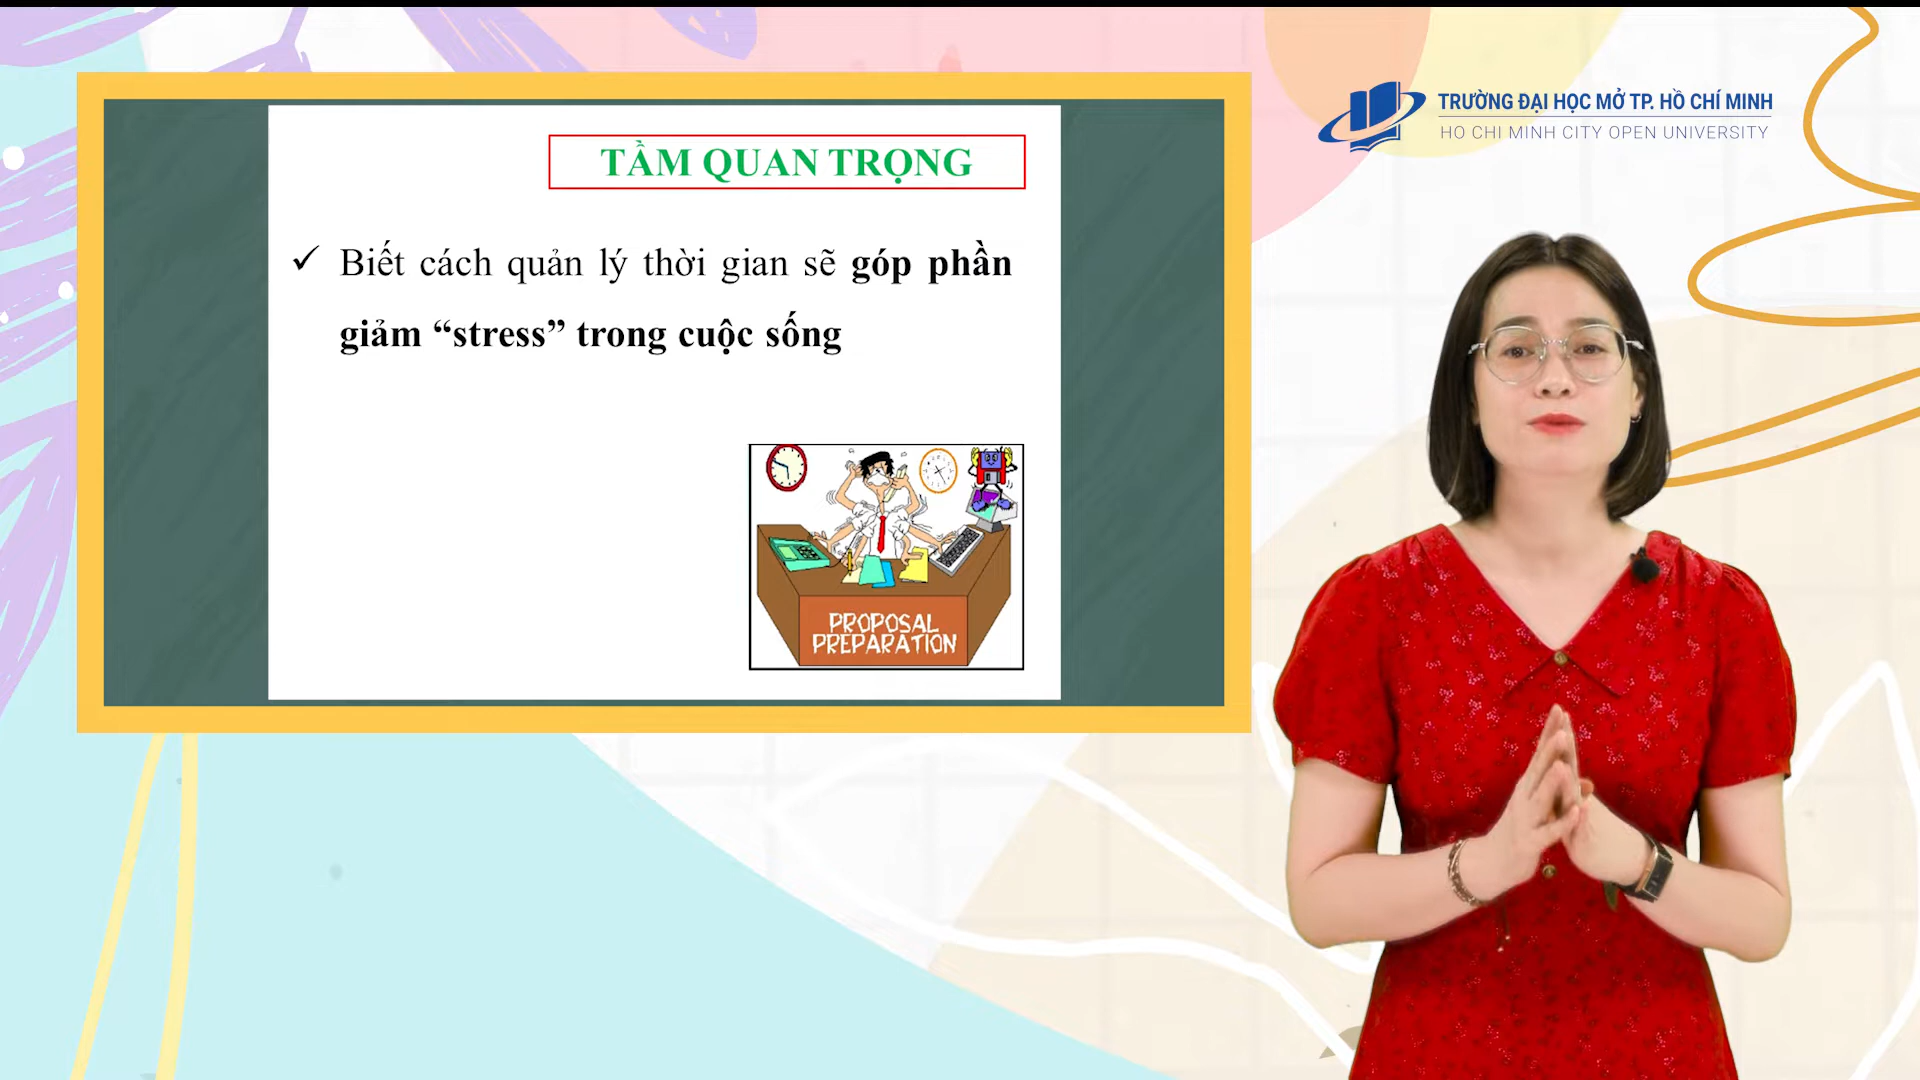 TRƯỜNG ĐẠI HỌC MỞ TP. HỒ CHÍ MINH
HO CHI MINH CITY OPEN UNIVERSITY
TẦM QUAN TRỌNG
✓ Biết cách quản lý thời gian sẽ góp phần
giảm “stress” trong cuộc sống
PROPOSAL
PREPARATION